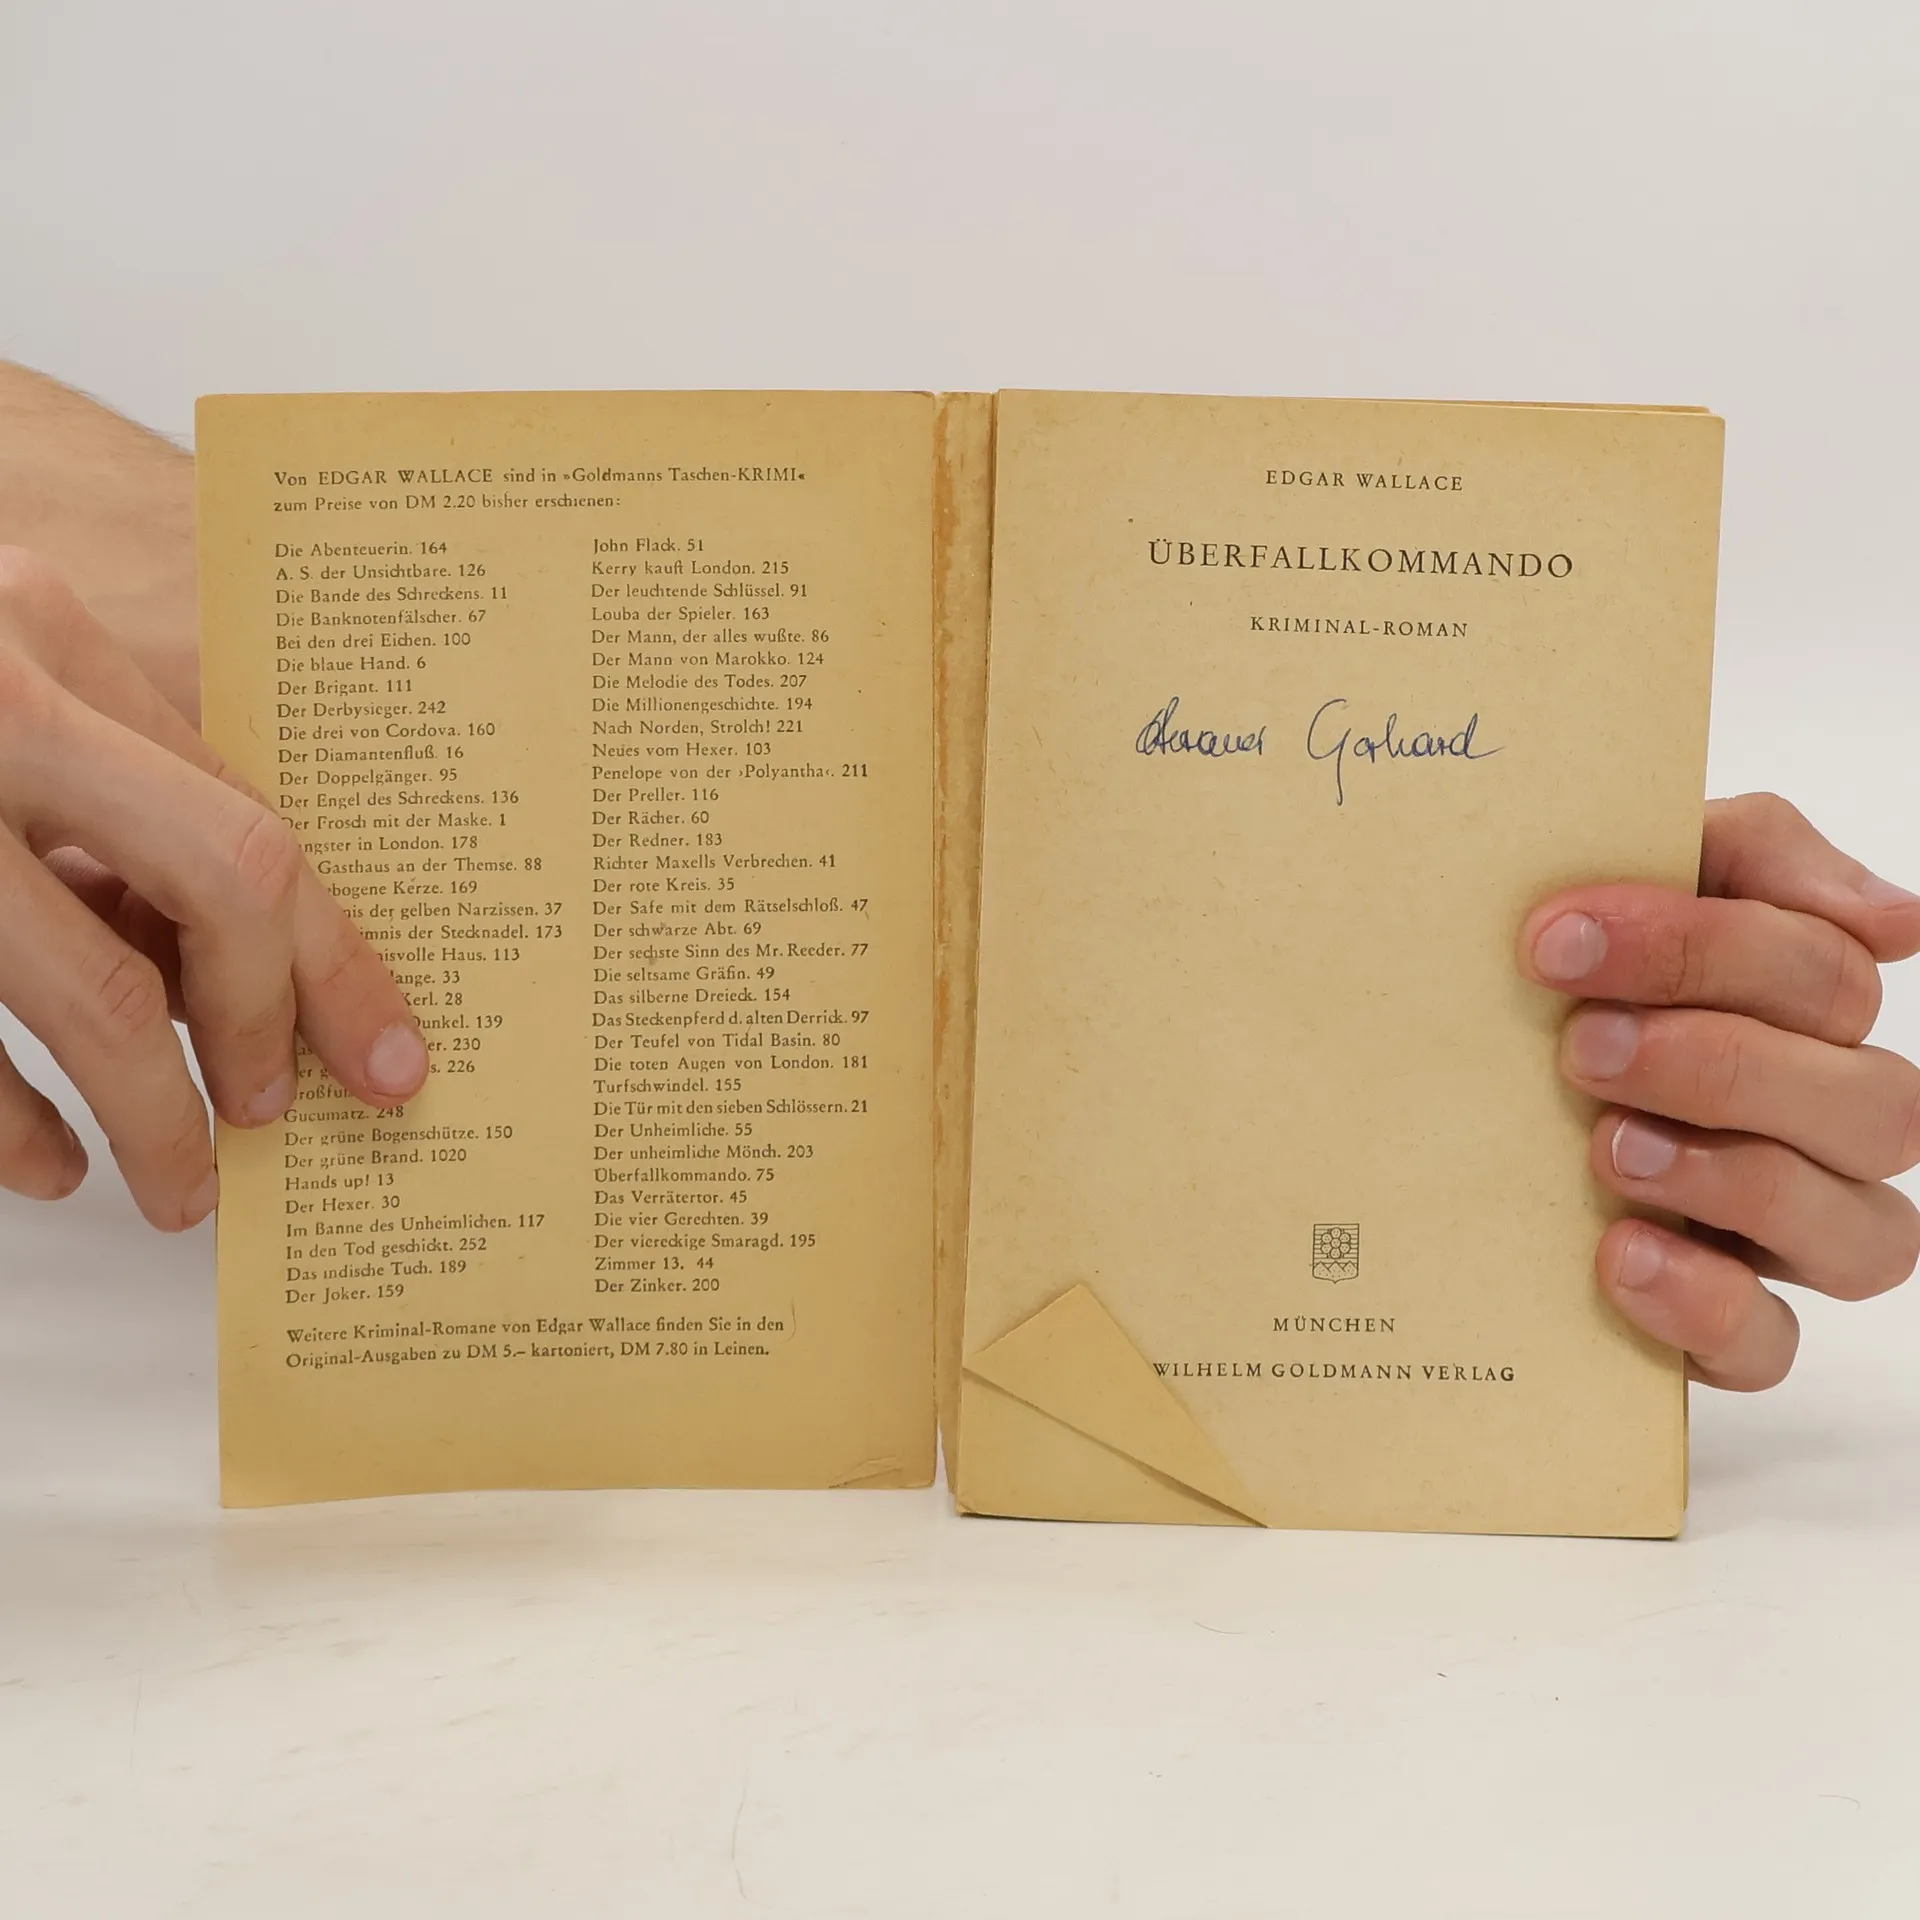 Von EDGAR WALLACE sind in »Goldmanns Taschen-KRIMI«
zum Preise von DM 2.20 bisher erschienen:
Die Abenteuerin. 164
A. S. der Unsichtbare. 126
Die Bande des Schreckens. 11
Die Banknotenfälscher. 67
Bei den drei Eichen. 100
Die blaue Hand. 6
Der Brigant. 111
Der Derbysieger. 242
Die drei von Cordova. 160
Der Diamantenfluß. 16
Der Doppelgänger. 95
Der Engel des Schreckens. 136
Der Frosch mit der Maske. 1
in London. 178
Gasthaus an der Themse. 88
Kerze. 169
der gelben Narzissen. 37
der Stecknadel. 173
Haus. 113
33
Kerl. 28
Dunkel. 139
230
226
Gucumatz. 248
Der grüne Bogenschütze. 150
Der grüne Brand. 1020
Hands up! 13
Der Hexer. 30
Im Banne des Unheimlichen. 117
In den Tod geschickt. 252
Das indische Tuch. 189
Der Joker. 159
John Flack. 51
Kerry kauft London. 215
Der leuchtende Schlüssel. 91
Louba der Spieler. 163
Der Mann, der alles wußte. 86
Der Mann von Marokko. 124
Die Melodie des Todes. 207
Die Millionengeschichte. 194
Nach Norden, Strolch! 221
Neues vom Hexer. 103
Penelope von der ›Polyantha‹. 211
Der Preller. 116
Der Rächer. 60
Der Redner. 183
Richter Maxells Verbrechen. 41
Der rote Kreis. 35
Der Safe mit dem Rätselschloß. 47
Der schwarze Abt. 69
Der sechste Sinn des Mr. Reeder. 77
Die seltsame Gräfin. 49
Das silberne Dreieck. 154
Das Steckenpferd d. alten Derrick. 97
Der Teufel von Tidal Basin. 80
Die toten Augen von London. 181
Turfschwindel. 155
Die Tür mit den sieben Schlössern. 21
Der Unheimliche. 55
Der unheimliche Mönch. 203
Überfallkommando. 75
Das Verrätertor. 45
Die vier Gerechten. 39
Der viereckige Smaragd. 195
Zimmer 13. 44
Der Zinker. 200
Weitere Kriminal-Romane von Edgar Wallace finden Sie in den
Original-Ausgaben zu DM 5.– kartoniert, DM 7.80 in Leinen.
EDGAR WALLACE
ÜBERFALLKOMMANDO
KRIMINAL-ROMAN
Gerhard
MÜNCHEN
WILHELM GOLDMANN VERLAG